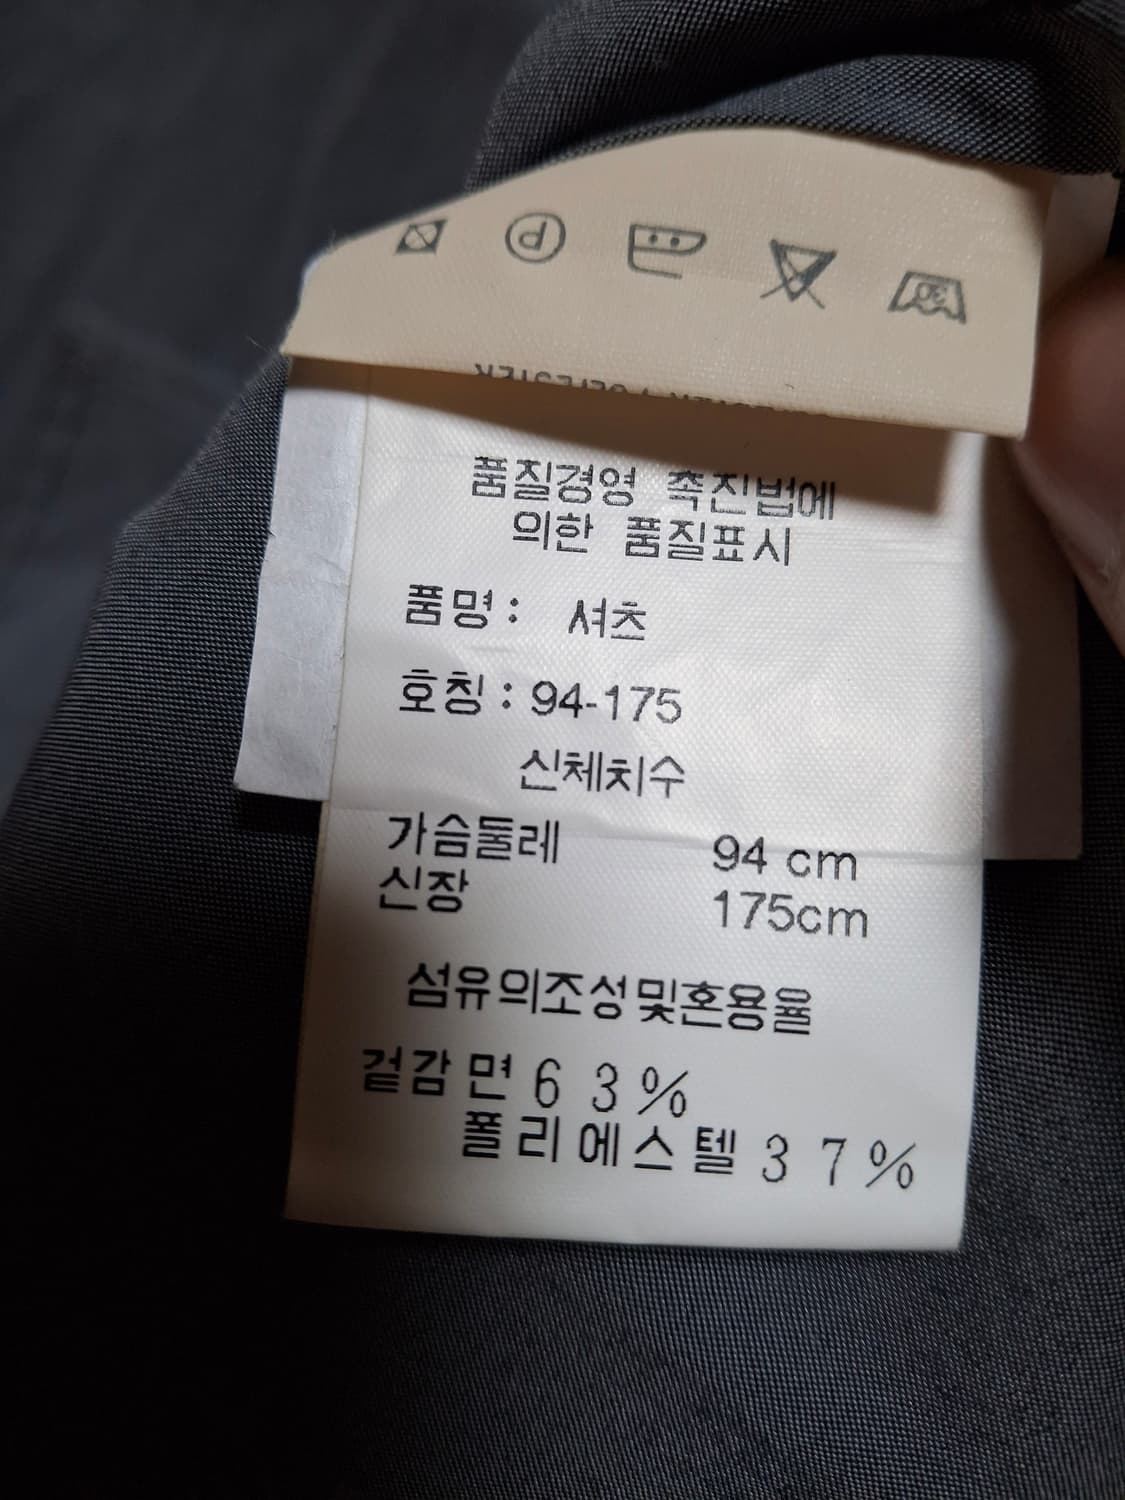 품질경영 촉진법에
의한 품질표시
품명: 셔츠
호칭: 94-175
신체치수
가슴둘레 94 cm
신장 175cm
섬유의조성및혼용율
겉감 면 6 3 %
폴리에스텔 3 7 %